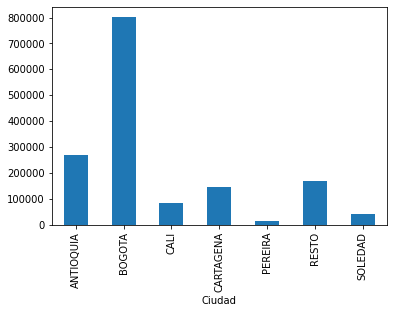 800000
700000
600000
500000
400000
300000
200000
100000
0
ANTIOQUIA
BOGOTA
CALI
CARTAGENA
PEREIRA
RESTO
SOLEDAD
Ciudad